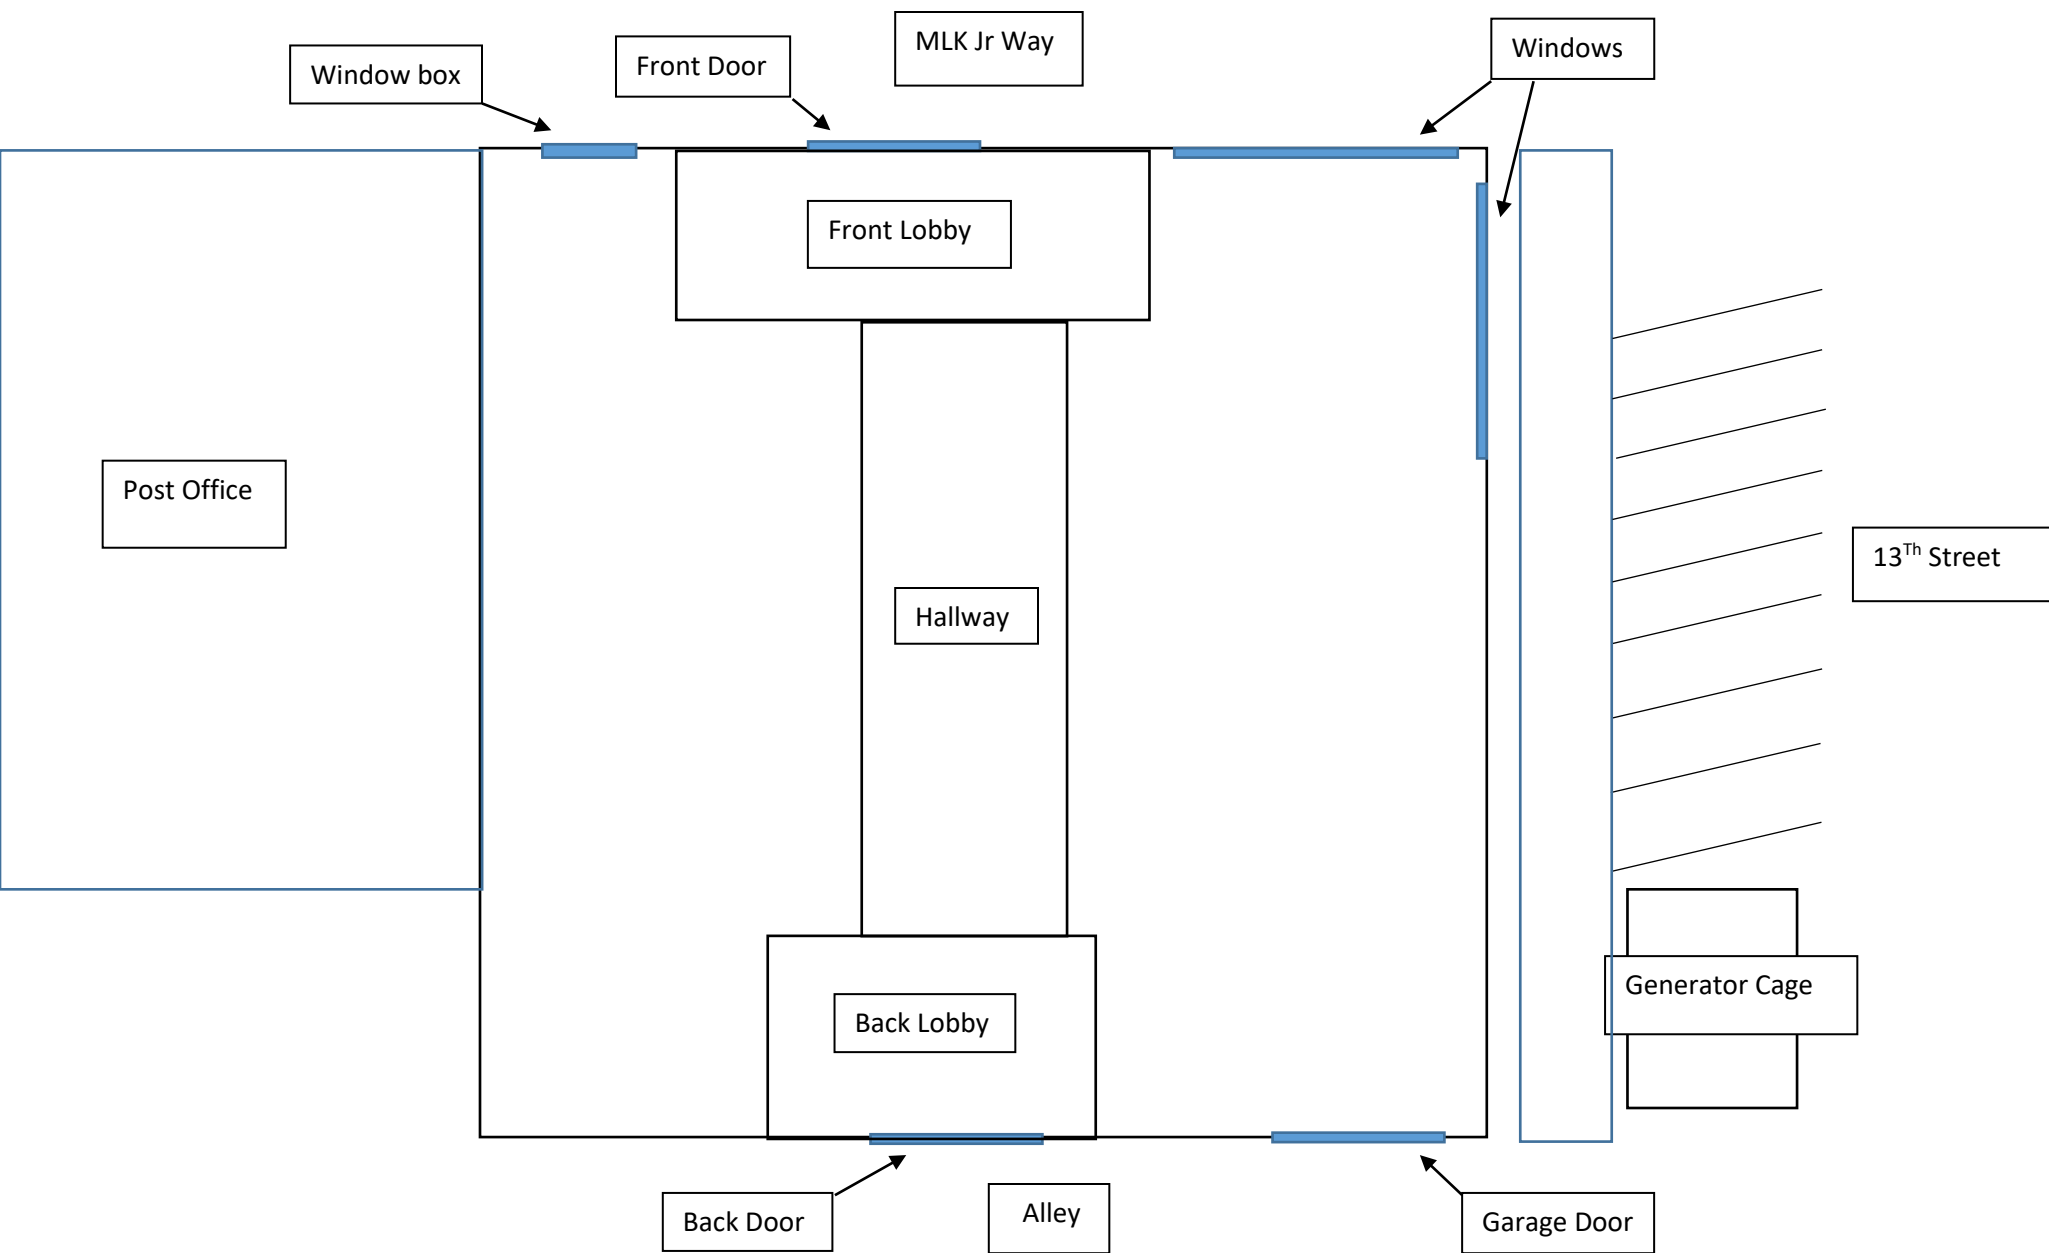 MLK Jr Way
Windows
Front Door
Window box
Front Lobby
Post Office
13Th Street
Hallway
Generator Cage
Back Lobby
Alley
Back Door
Garage Door